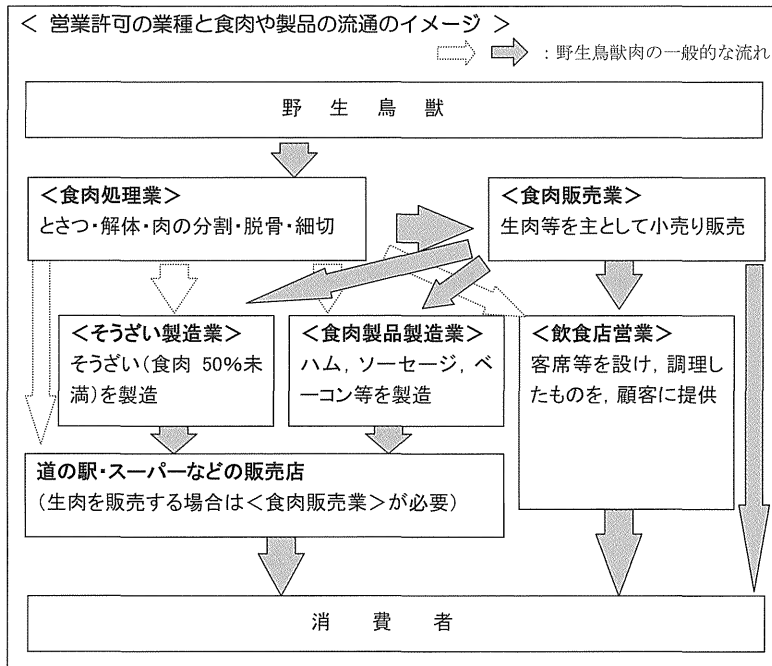 < 営業許可の業種と食肉や製品の流通のイメージ >
：野生鳥獣肉の一般的な流れ
野 生 鳥 獣
＜食肉処理業＞
とさつ・解体・肉の分割・脱骨・細切
＜食肉販売業＞
生肉等を主として小売り販売
＜そうざい製造業＞
そうざい（食肉 50％未
満）を製造
＜食肉製品製造業＞
ハム，ソーセージ，ベ
ーコン等を製造
＜飲食店営業＞
客席等を設け，調理し
たものを，顧客に提供
道の駅・スーパーなどの販売店
（生肉を販売する場合は＜食肉販売業＞が必要）
消 費 者